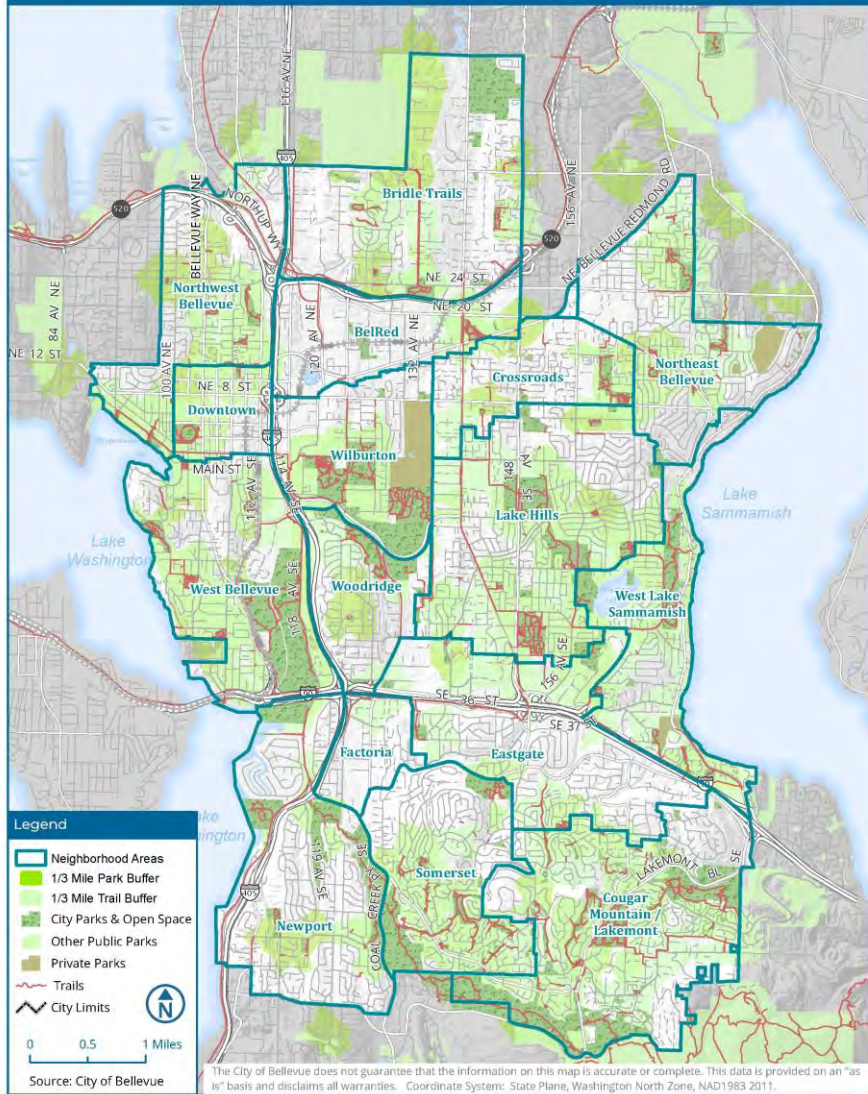 116 AV NE
405
520
BELLEVUE WAY NE
NORTHUP WY
Bridle Trails
156 AV NE
520
NE BELLEVUE REDMOND RD
84 AV NE
Northwest
Bellevue
NE 24 ST
NE 20 ST
NE 12 ST
100 AV NE
120 AV NE
BelRed
132 AV NE
Crossroads
Northeast
Bellevue
NE 8 ST
Downtown
MAIN ST
112 AV SE
114 AV SE
Wilburton
148 AV SE
Lake Hills
Lake
Sammamish
Lake
Washington
West Bellevue
118 AV SE
Woodridge
West Lake
Sammamish
156 AV SE
SE 36 ST
SE 37 ST
Factoria
Eastgate
Legend
Neighborhood Areas
1/3 Mile Park Buffer
1/3 Mile Trail Buffer
City Parks & Open Space
Other Public Parks
Private Parks
Trails
City Limits
N
0 0.5 1 Miles
Source: City of Bellevue
119 AV SE
405
Newport
COAL CREEK
SE
Somerset
LAKEMONT BL SE
Cougar
Mountain /
Lakemont
The City of Bellevue does not guarantee that the information on this map is accurate or complete. This data is provided on an "as
is" basis and disclaims all warranties. Coordinate System: State Plane, Washington North Zone, NAD1983 2011.